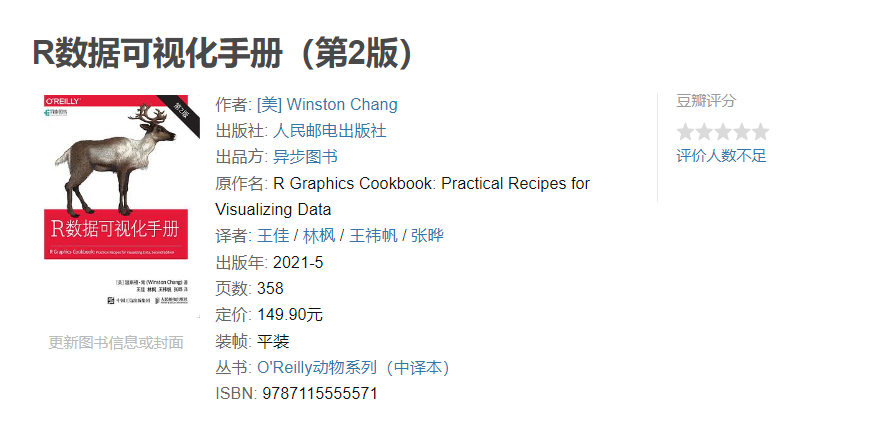 R数据可视化手册（第2版）
O'REILLY
第2版
R数据可视化手册
R Graphics Cookbook: Practical Recipes for Visualizing Data, Second Edition
(Winston Chang) 著
王佳 林枫 王祎帆 张晔 译
更新图书信息或封面
作者: [美] Winston Chang
出版社: 人民邮电出版社
出品方: 异步图书
原作名: R Graphics Cookbook: Practical Recipes for
Visualizing Data
译者: 王佳 / 林枫 / 王祎帆 / 张晔
出版年: 2021-5
页数: 358
定价: 149.90元
装帧: 平装
丛书: O'Reilly动物系列（中译本）
ISBN: 9787115555571
豆瓣评分
评价人数不足